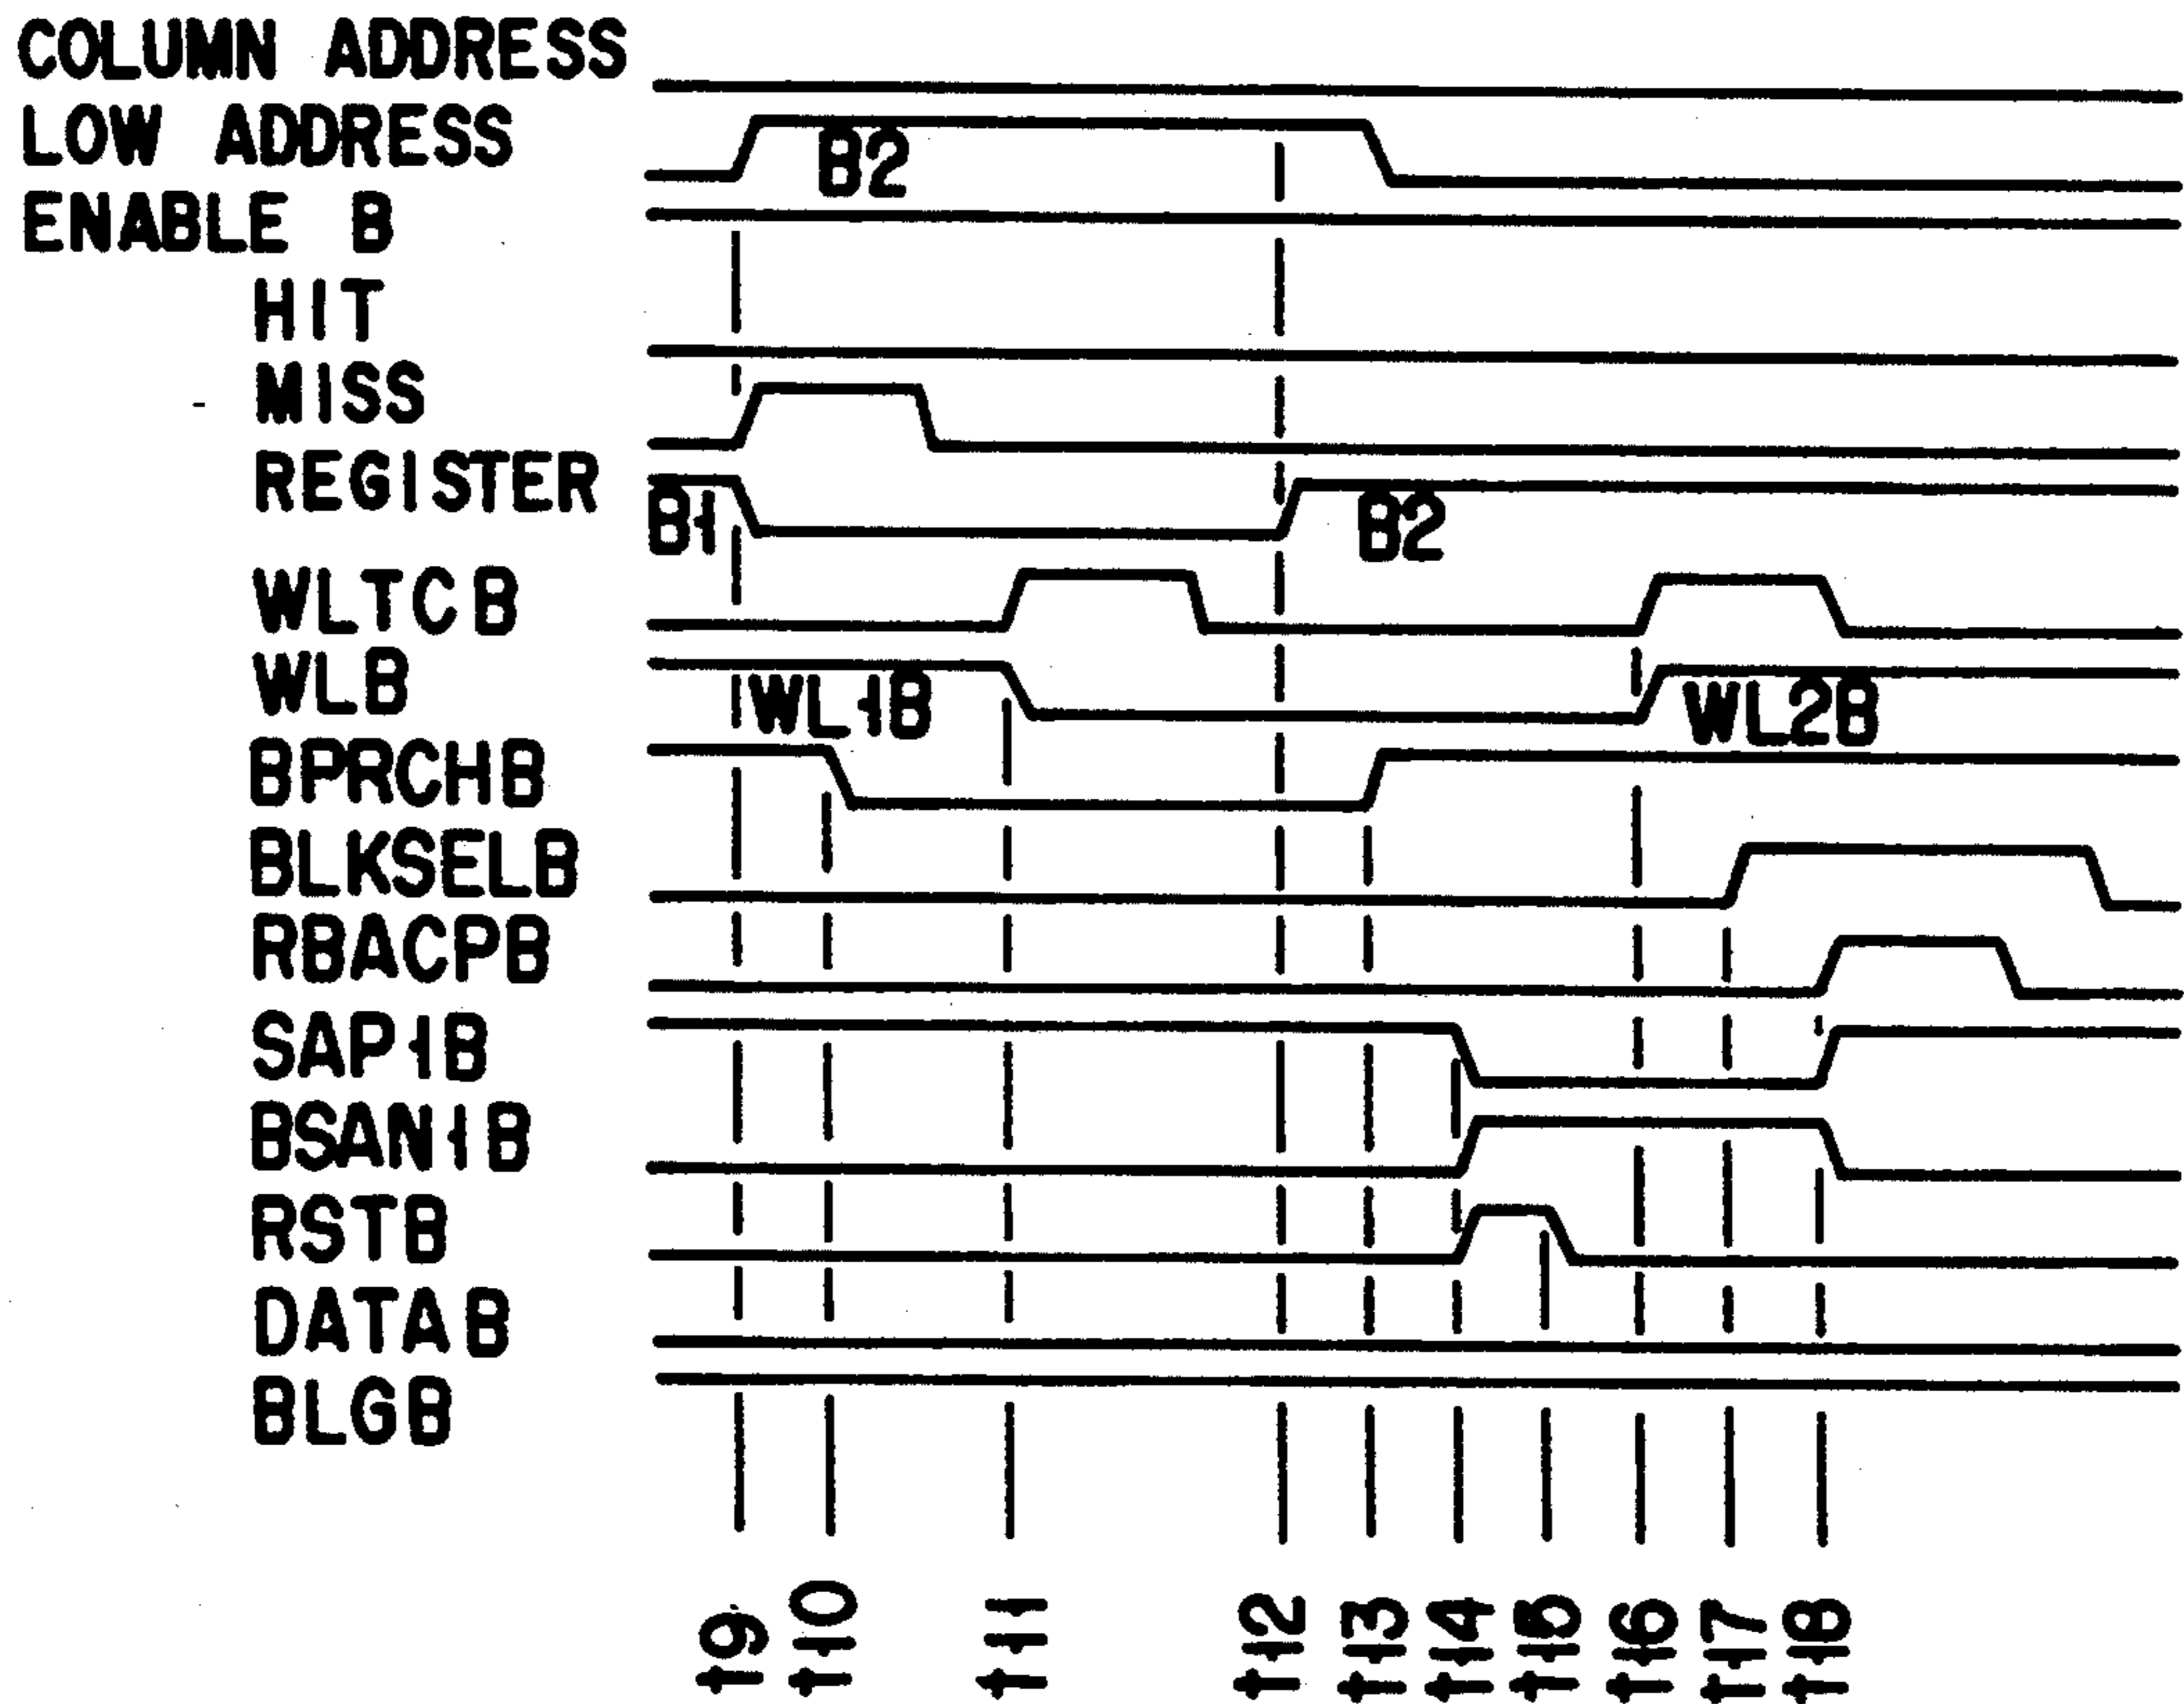 COLUMN ADDRESS
LOW ADDRESS
B2
ENABLE B
HIT
MISS
REGISTER
B1
B2
WLTCB
WLB
WL1B
WL2B
BPRCHB
BLKSELB
RBACPB
SAP1B
BSAN1B
RSTB
DATAB
BLGB
t9
t10
t11
t12
t13
t14
t15
t16
t17
t18